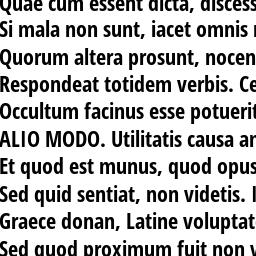 Quae cum essent dicta, discess
Si mala non sunt, iacet omnis
Quorum altera prosunt, nocen
Respondeat totidem verbis. Ce
Occultum facinus esse potuerit
ALIO MODO. Utilitatis causa
Et quod est munus, quod opus
Sed quid sentiat, non videtis.
Graece donan, Latine voluptat
Sed quod proximum fuit non